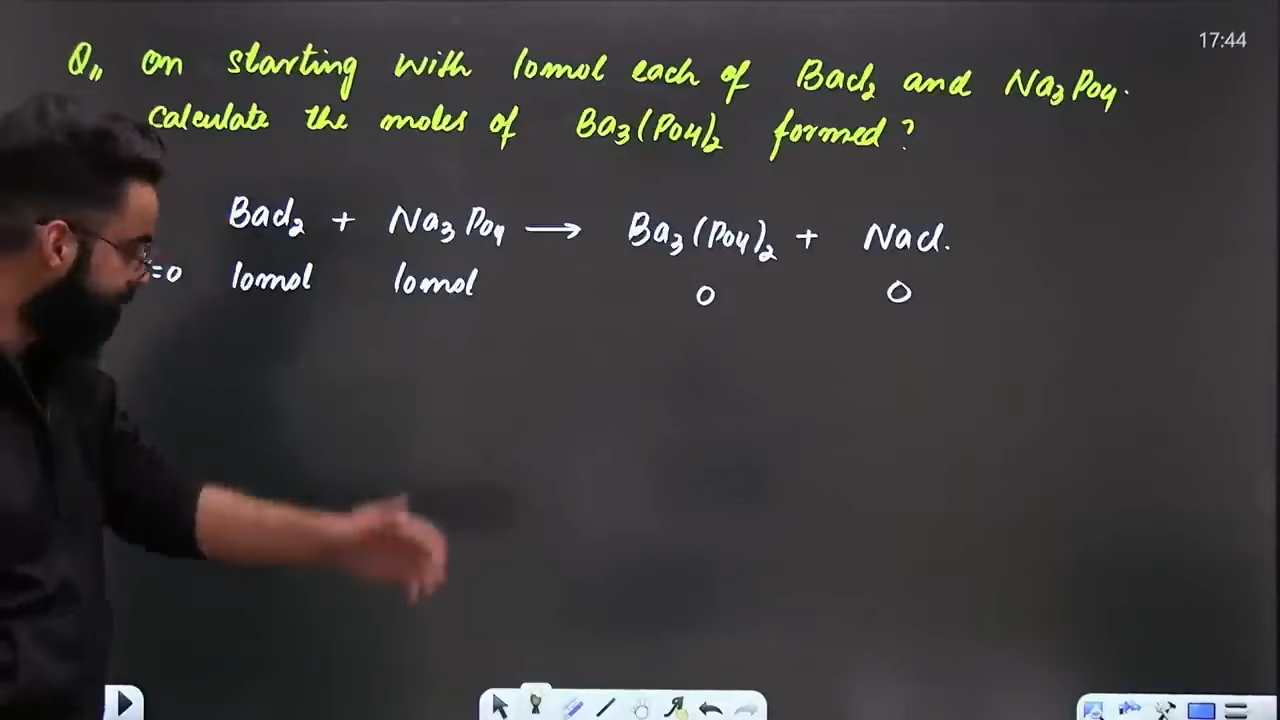 17:44
Q,, on starting with 10mol each of BaCl2 and Na3PO4.
calculate the moles of Ba3(PO4)2 formed?
BaCl2 + Na3PO4 → Ba3(PO4)2 + NaCl.
=0 10mol 10mol 0 0